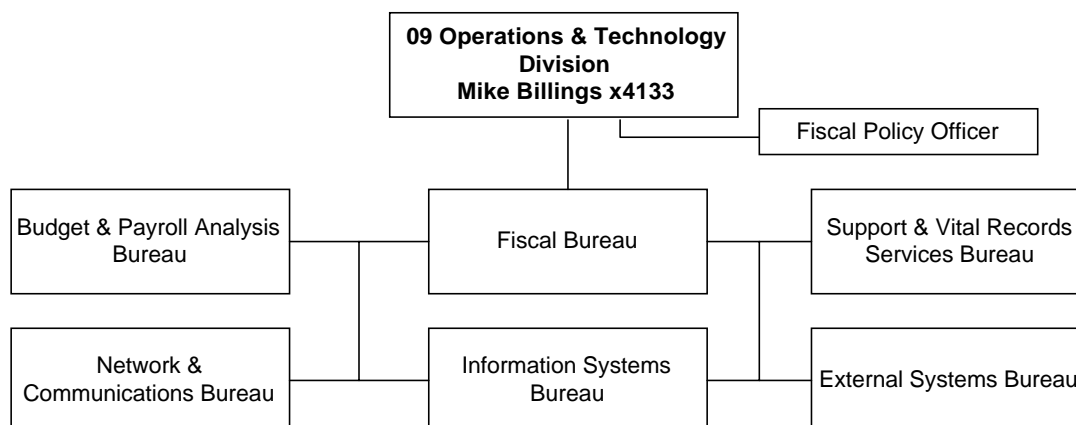 09 Operations & Technology
Division
Mike Billings x4133
Fiscal Policy Officer
Budget & Payroll Analysis
Bureau
Fiscal Bureau
Support & Vital Records
Services Bureau
Network &
Communications Bureau
Information Systems
Bureau
External Systems Bureau